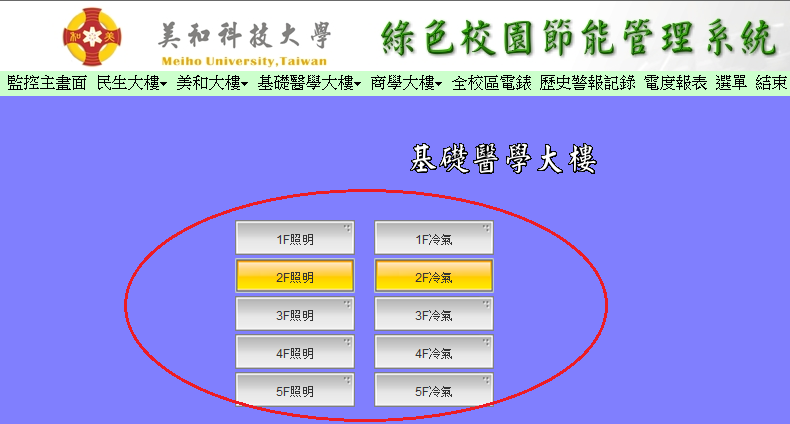 和 美
美和科技大學
Meiho University,Taiwan
綠色校園節能管理系統
監控主畫面 民生大樓 美和大樓 基礎醫學大樓 商學大樓 全校區電錶 歷史警報記錄 電度報表 選單 結束
基礎醫學大樓
1F照明 1F冷氣
2F照明 2F冷氣
3F照明 3F冷氣
4F照明 4F冷氣
5F照明 5F冷氣